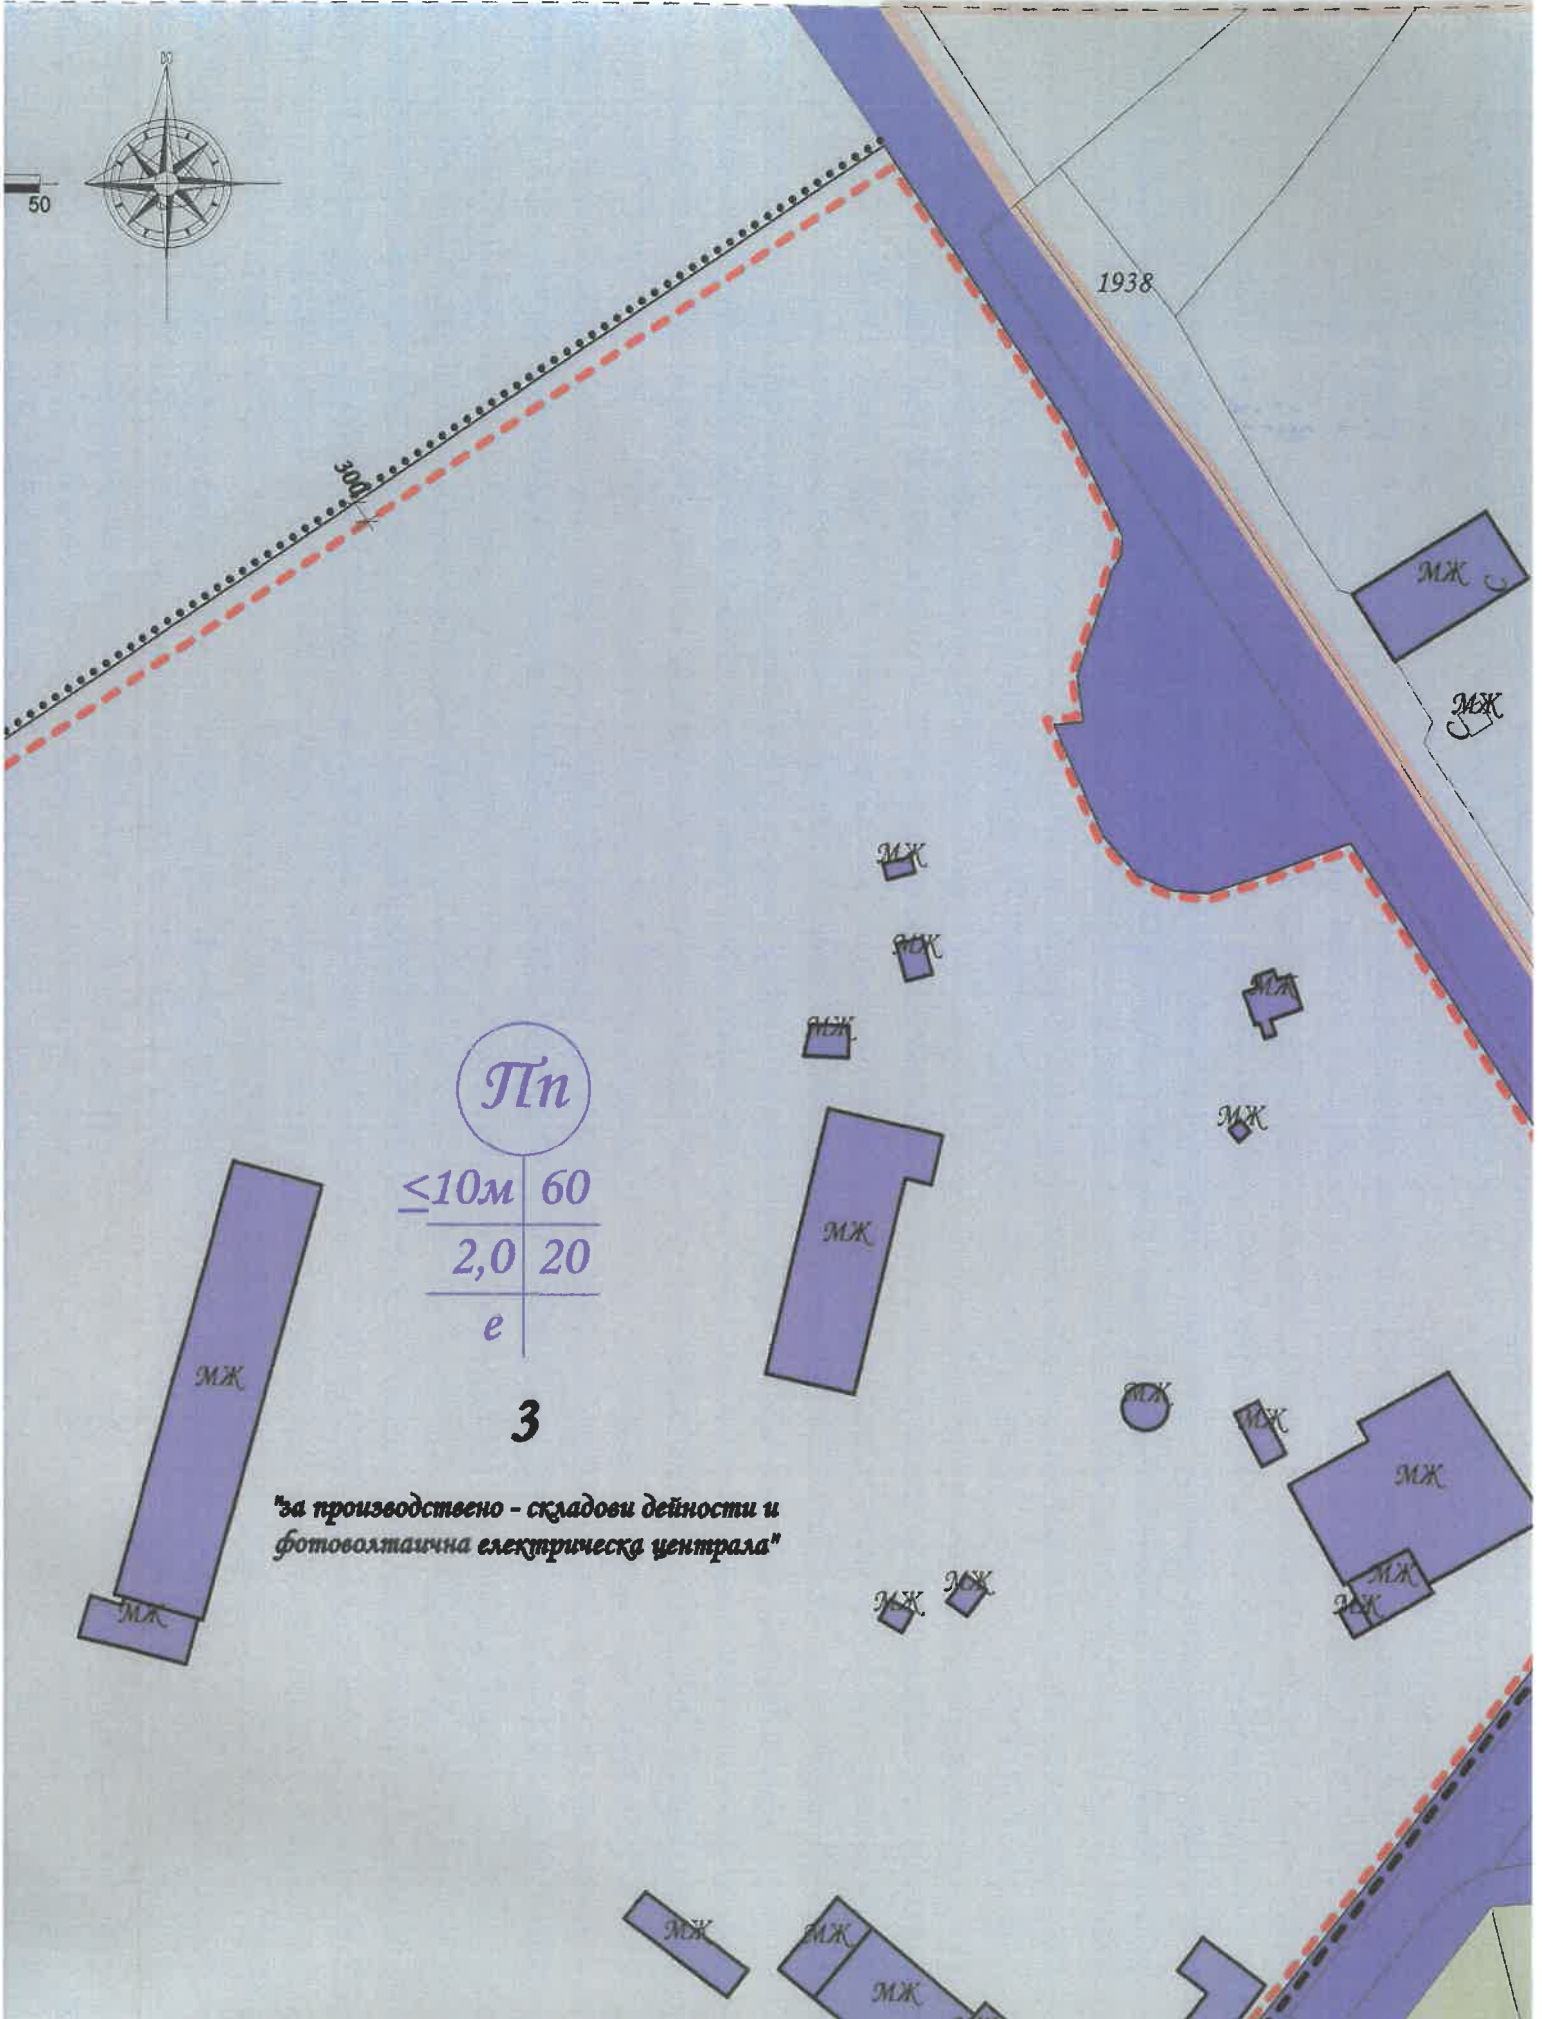 50
1938
300
МЖ
С
МЖ
С
МЖ
МЖ
МЖ
МЖ
МЖ
Пп
≤10м 60
2,0 20
е
МЖ
МЖ
МЖ
МЖ
МЖ
3
"за производствено - складови дейности и
фотоволтаична електрическа централа"
МЖ
МЖ
МЖ
МЖ
МЖ
МЖ
МЖ
МЖ